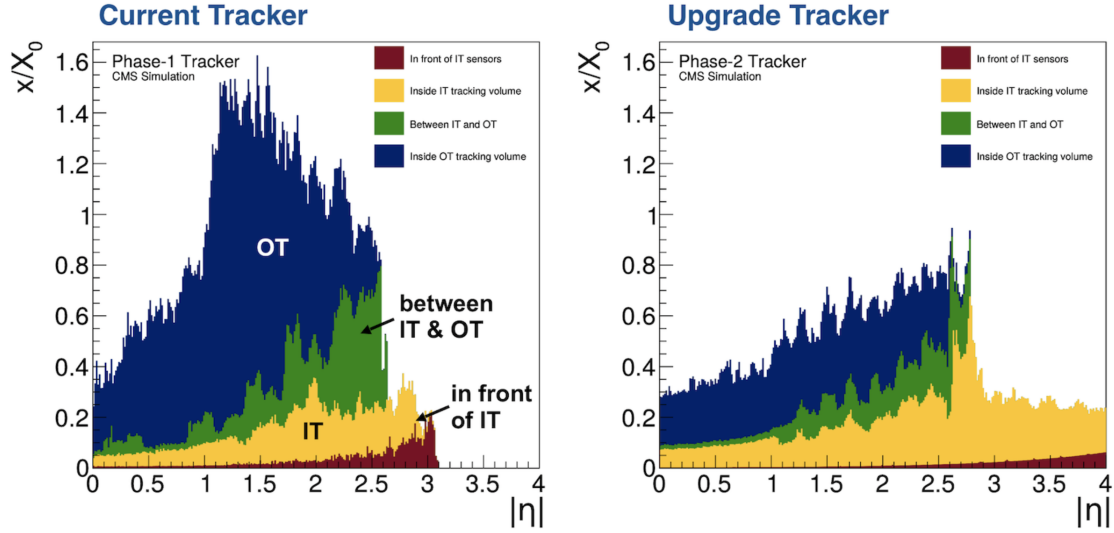 Current Tracker
x/X0
1.6
1.4
1.2
1
0.8
0.6
0.4
0.2
0
Phase-1 Tracker
CMS Simulation
In front of IT sensors
Inside IT tracking volume
Between IT and OT
Inside OT tracking volume
OT
between
IT & OT
in front
of IT
IT
0 0.5 1 1.5 2 2.5 3 3.5 4
|η|
Upgrade Tracker
x/X0
1.6
1.4
1.2
1
0.8
0.6
0.4
0.2
0
Phase-2 Tracker
CMS Simulation
In front of IT sensors
Inside IT tracking volume
Between IT and OT
Inside OT tracking volume
0 0.5 1 1.5 2 2.5 3 3.5 4
|η|